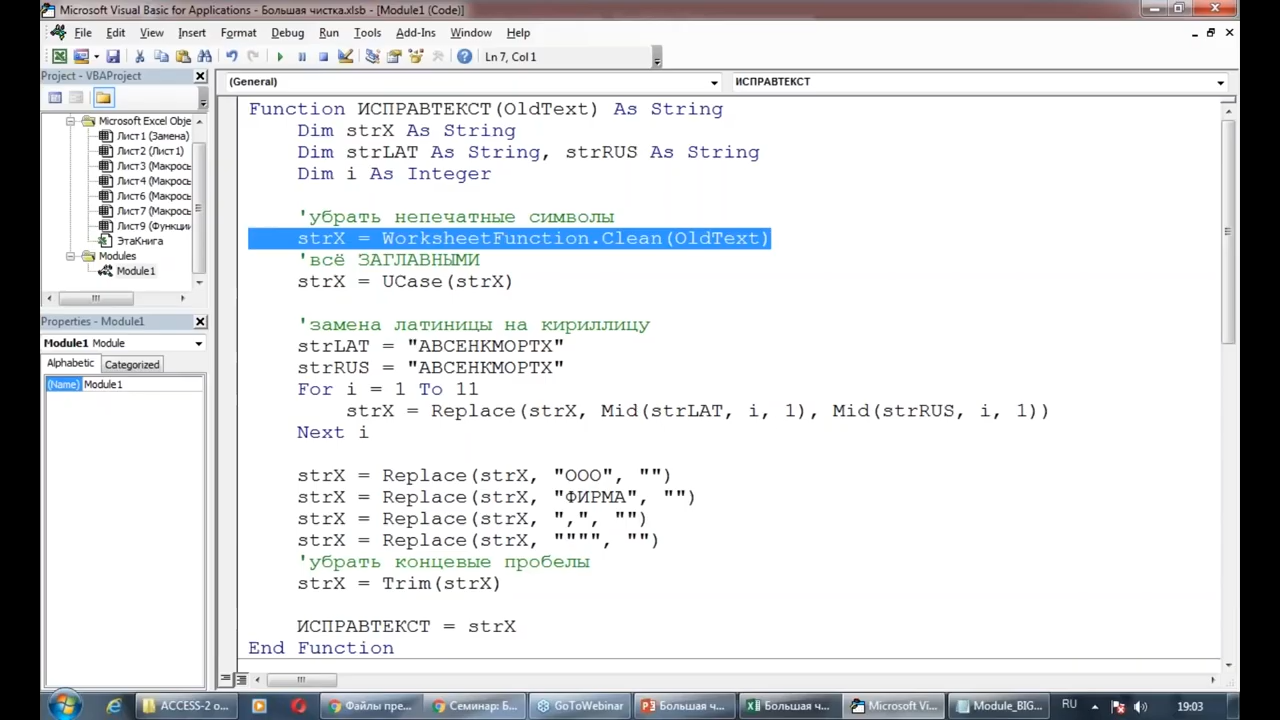 Microsoft Visual Basic for Applications - Большая чистка.xlsb - [Module1 (Code)]
File Edit View Insert Format Debug Run Tools Add-Ins Window Help
Ln 7, Col 1
Project - VBAProject
Microsoft Excel Obje
Лист1 (Замена)
Лист2 (Лист1)
Лист3 (Макросы
Лист4 (Макросы
Лист6 (Макросы
Лист7 (Макросы
Лист9 (Функции
ЭтаКнига
Modules
Module1
Properties - Module1
Module1 Module
Alphabetic Categorized
(Name) Module1
(General) ИСПРАВТЕКСТ
Function ИСПРАВТЕКСТ(OldText) As String
Dim strX As String
Dim strLAT As String, strRUS As String
Dim i As Integer
'убрать непечатные символы
strX = WorksheetFunction.Clean(OldText)
'всё ЗАГЛАВНЫМИ
strX = UCase(strX)
'замена латиницы на кириллицу
strLAT = "ABCEHKMOPTX"
strRUS = "АВСЕНКМОРТХ"
For i = 1 To 11
strX = Replace(strX, Mid(strLAT, i, 1), Mid(strRUS, i, 1))
Next i
strX = Replace(strX, "ООО", "")
strX = Replace(strX, "ФИРМА", "")
strX = Replace(strX, ",", "")
strX = Replace(strX, """", "")
'убрать концевые пробелы
strX = Trim(strX)
ИСПРАВТЕКСТ = strX
End Function
ACCESS-2 о... Файлы пре... Семинар: Б... GoToWebinar Большая ч... Большая ч... Microsoft Vi... Module_BIG... RU 19:03